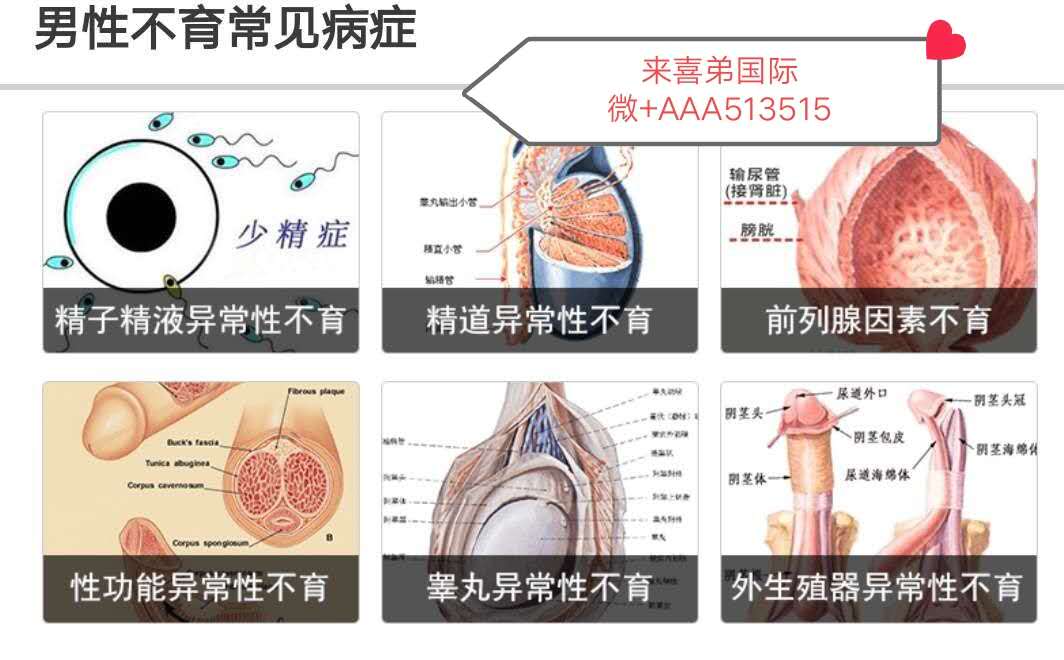 男性不育常见病症
来喜弟国际
微+AAA513515
少精症
精子精液异常性不育
睾丸输出小管
精直小管
输精管
精道异常性不育
输尿管
(接肾脏)
膀胱
前列腺因素不育
Fibrous plaque
Buck's fascia
Tunica albuginea
Corpus cavernosum
Corpus spongiosum
B
性功能异常性不育
睾丸异常性不育
尿道外口
阴茎头
阴茎包皮
阴茎体
阴茎头冠
阴茎海绵体
尿道海绵体
外生殖器异常性不育